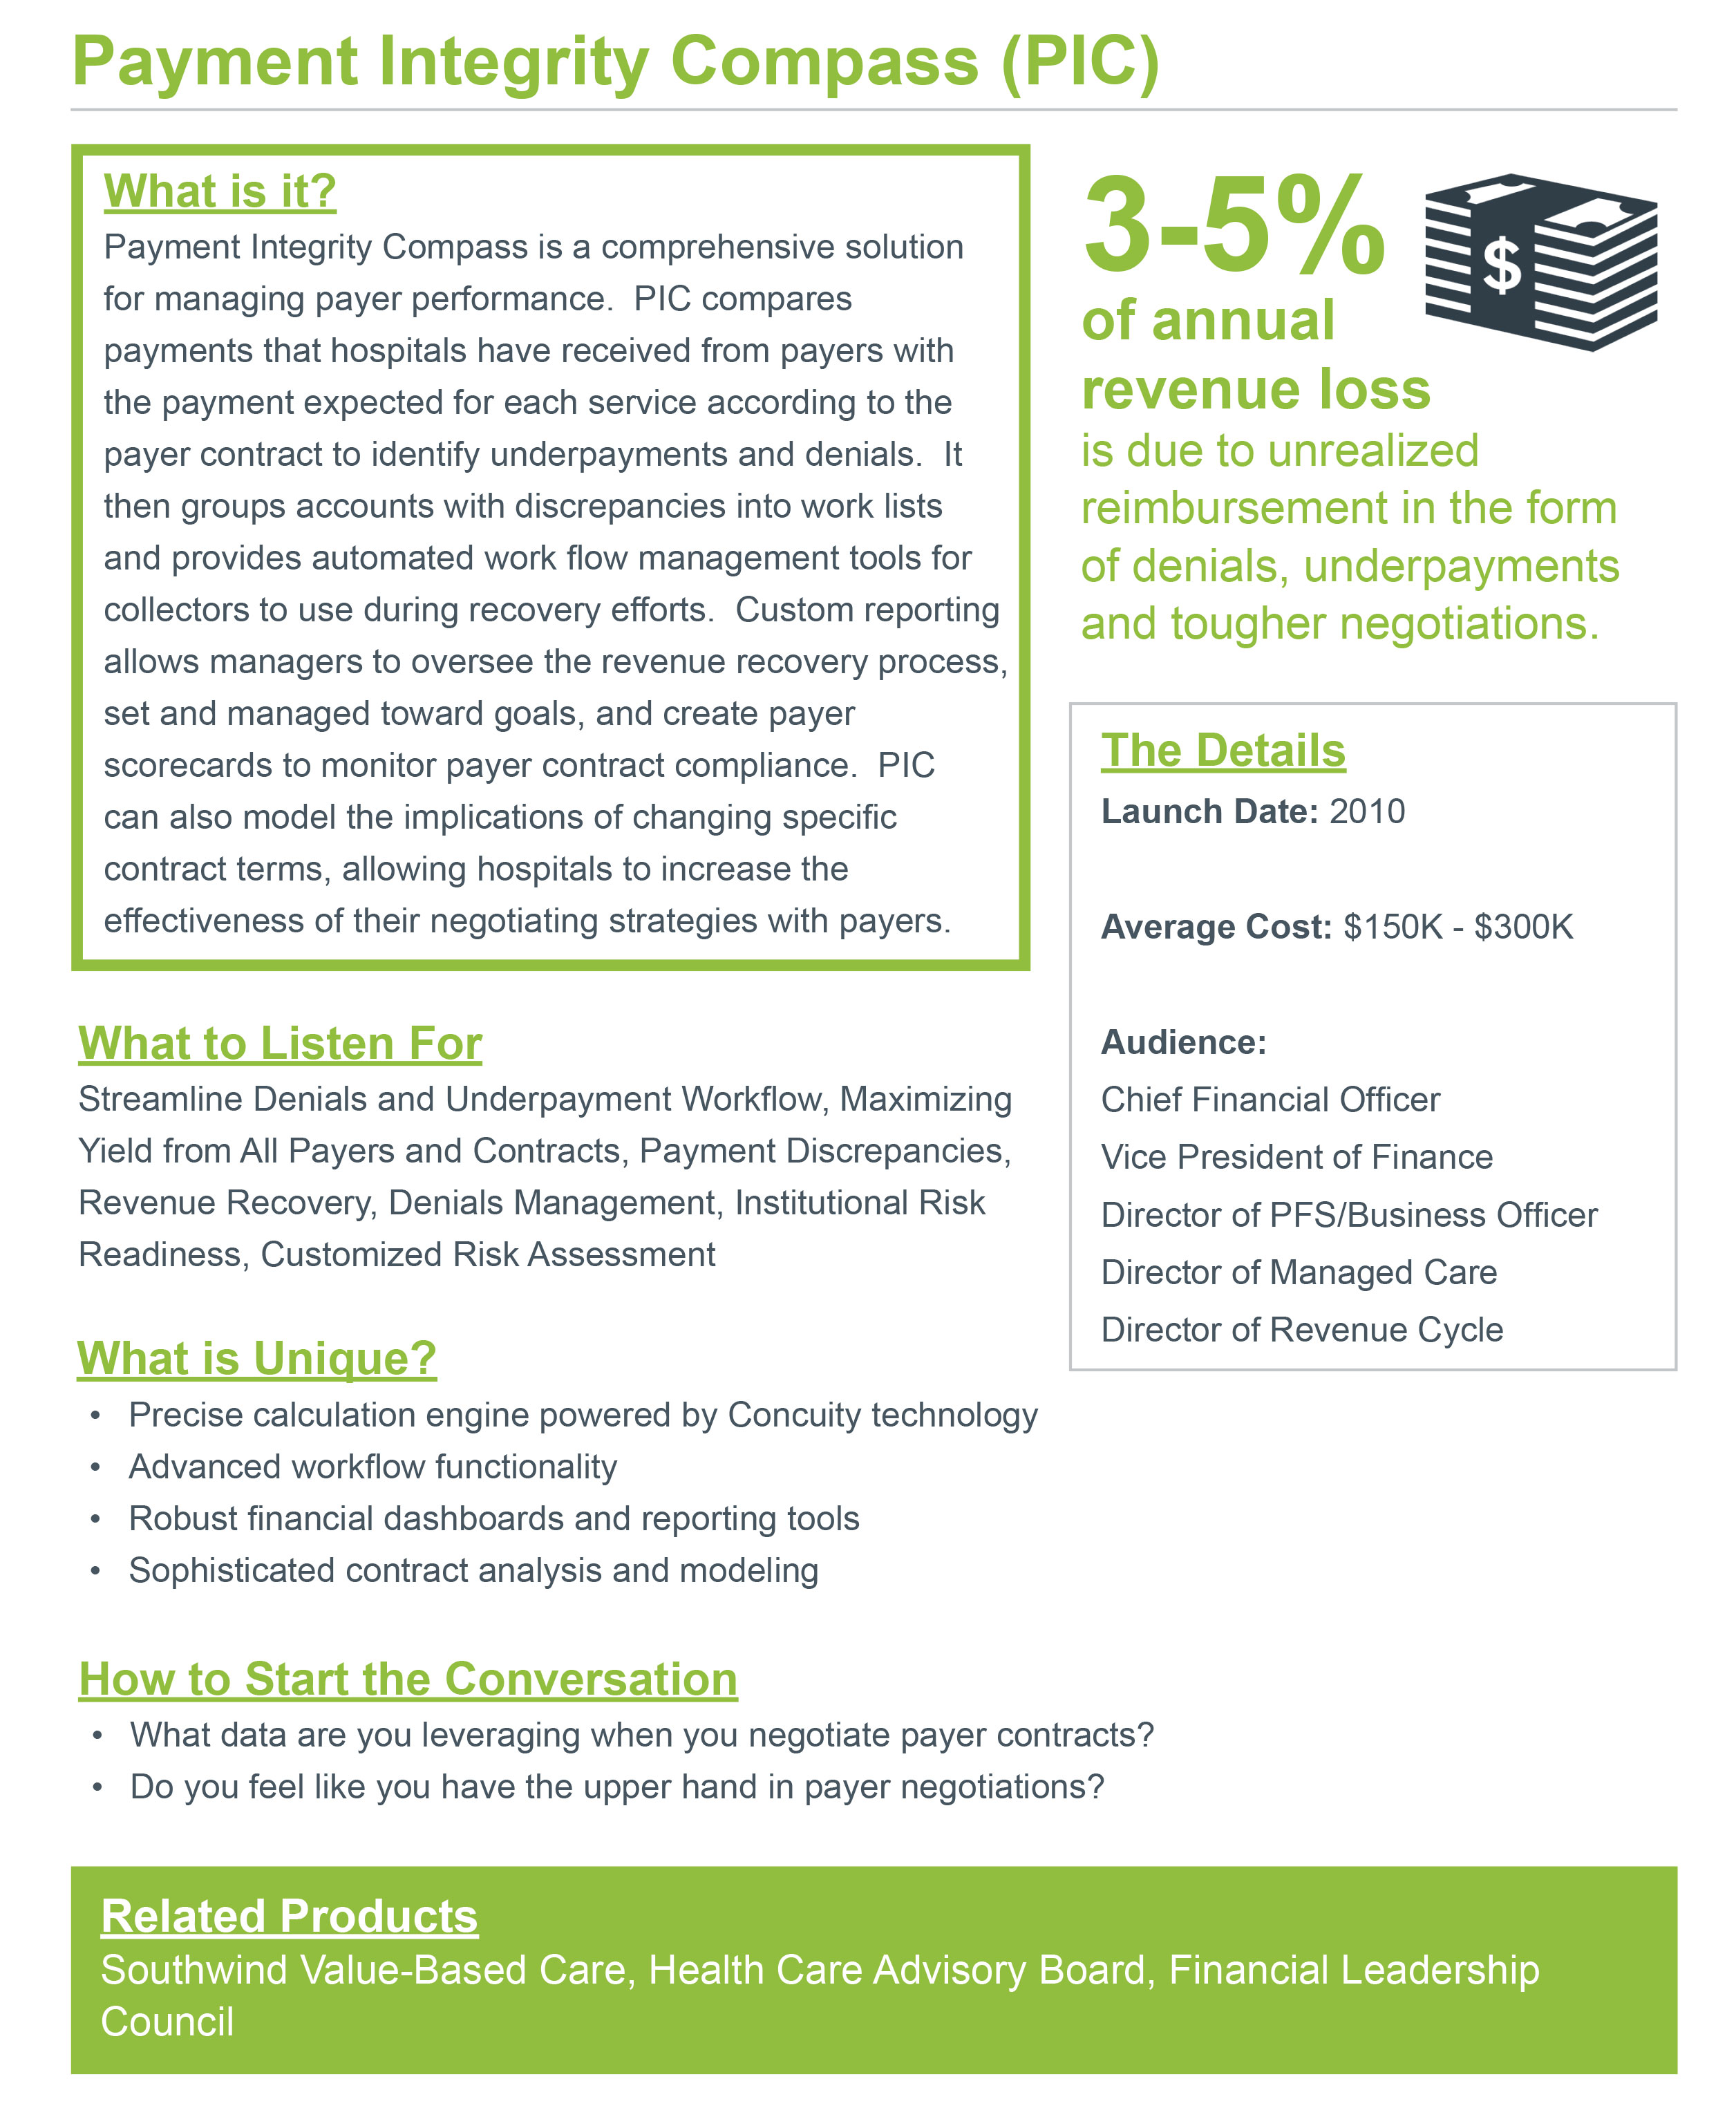 Payment Integrity Compass (PIC)
What is it?
Payment Integrity Compass is a comprehensive solution
for managing payer performance.  PIC compares
payments that hospitals have received from payers with
the payment expected for each service according to the
payer contract to identify underpayments and denials.  It
then groups accounts with discrepancies into work lists
and provides automated work flow management tools for
collectors to use during recovery efforts.  Custom reporting
allows managers to oversee the revenue recovery process,
set and managed toward goals, and create payer
scorecards to monitor payer contract compliance.  PIC
can also model the implications of changing specific
contract terms, allowing hospitals to increase the
effectiveness of their negotiating strategies with payers.
3-5%
$
of annual
revenue loss
is due to unrealized
reimbursement in the form
of denials, underpayments
and tougher negotiations.
The Details
Launch Date: 2010
Average Cost: $150K - $300K
Audience:
Chief Financial Officer
Vice President of Finance
Director of PFS/Business Officer
Director of Managed Care
Director of Revenue Cycle
What to Listen For
Streamline Denials and Underpayment Workflow, Maximizing
Yield from All Payers and Contracts, Payment Discrepancies,
Revenue Recovery, Denials Management, Institutional Risk
Readiness, Customized Risk Assessment
What is Unique?
• Precise calculation engine powered by Concuity technology
• Advanced workflow functionality
• Robust financial dashboards and reporting tools
• Sophisticated contract analysis and modeling
How to Start the Conversation
• What data are you leveraging when you negotiate payer contracts?
• Do you feel like you have the upper hand in payer negotiations?
Related Products
Southwind Value-Based Care, Health Care Advisory Board, Financial Leadership
Council